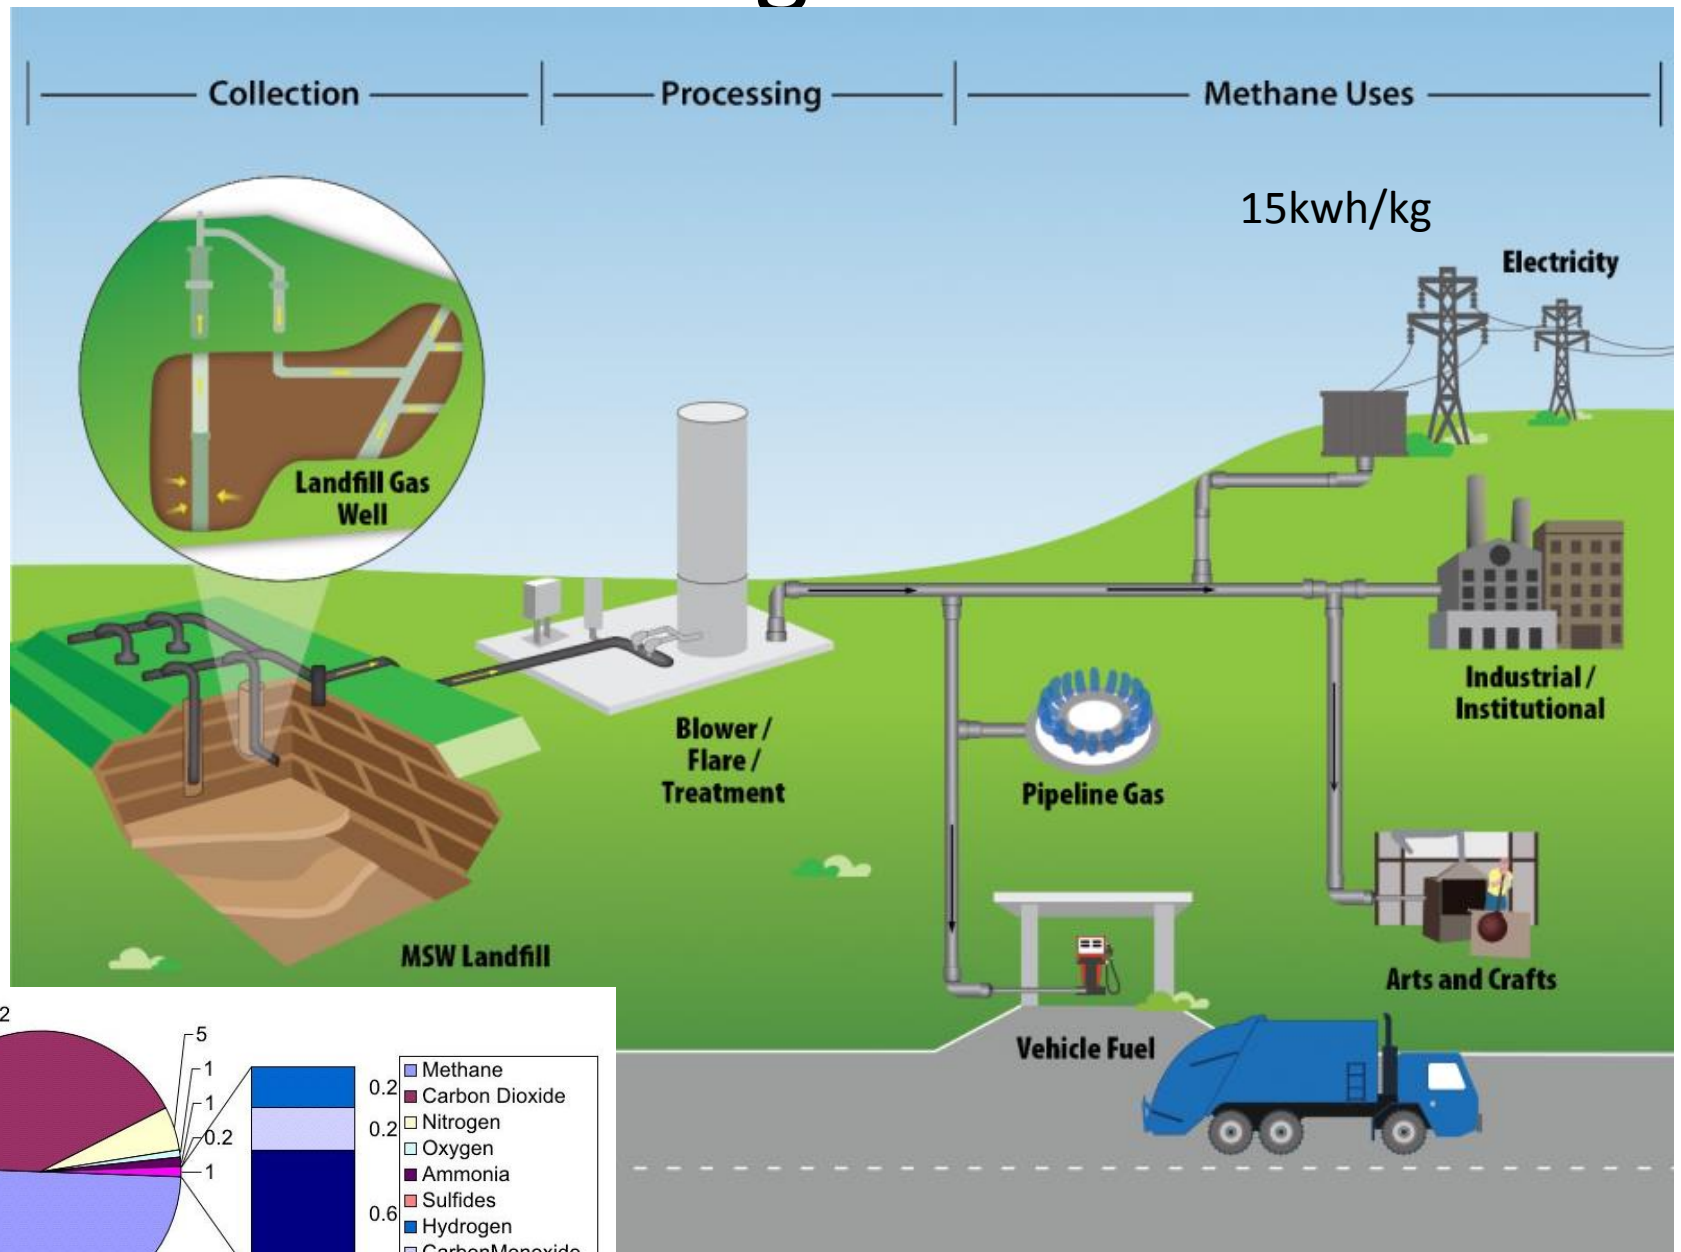 g
Collection
Processing
Methane Uses
15kwh/kg
Electricity
Landfill Gas
Well
Industrial /
Institutional
Blower /
Flare /
Treatment
Pipeline Gas
MSW Landfill
Arts and Crafts
Vehicle Fuel
2
5
1
1
0.2
1
0.2
0.2
0.6
Methane
Carbon Dioxide
Nitrogen
Oxygen
Ammonia
Sulfides
Hydrogen
CarbonMonoxide